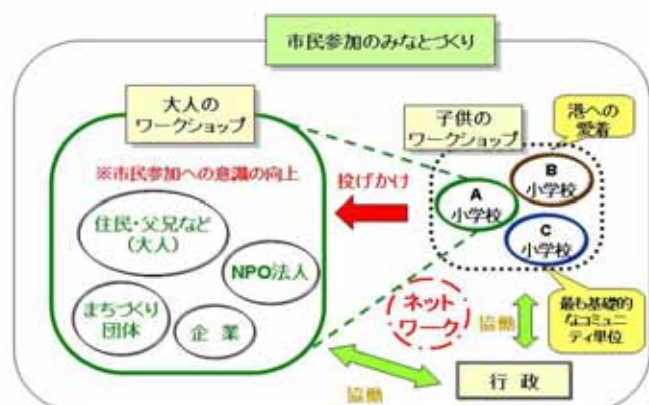 市民参加のみなとづくり
大人の
ワークショップ
※市民参加への意識の向上
住民・父兄など
(大人)
NPO法人
まちづくり
団体
企業
投げかけ
子供の
ワークショップ
港への
愛着
A
小学校
B
小学校
C
小学校
最も基礎的
なコミュニ
ティ単位
ネット
ワーク
協働
協働
行政